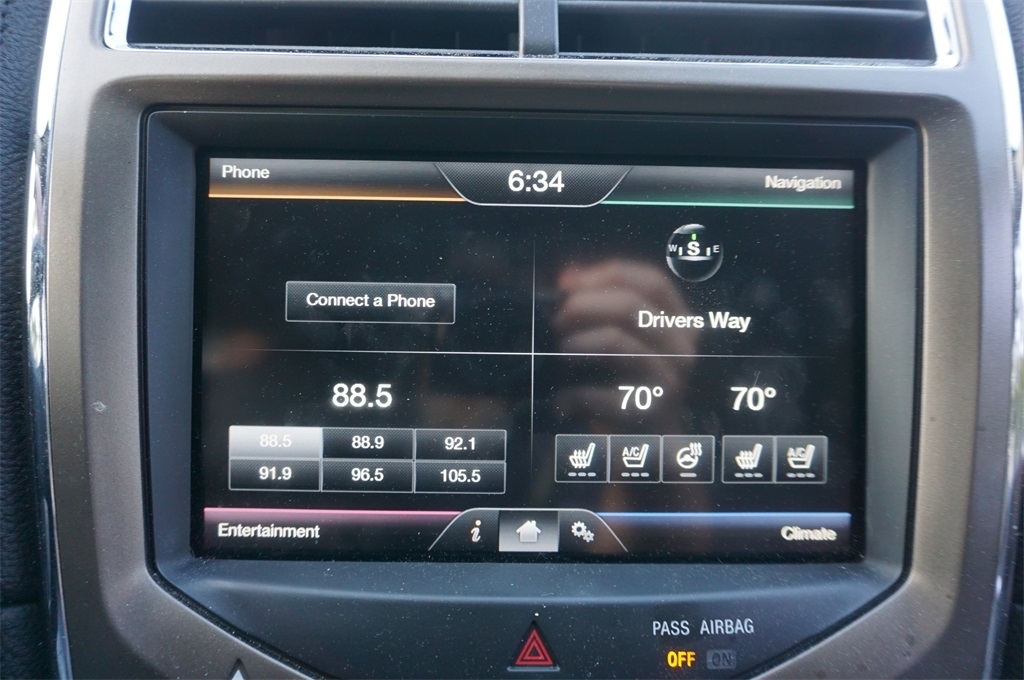 Phone
6:34
Navigation
W S E
Connect a Phone
Drivers Way
88.5
70° 70°
88.5 88.9 92.1
91.9 96.5 105.5
A/C A/C
Entertainment
i
Climate
PASS AIRBAG
OFF ON